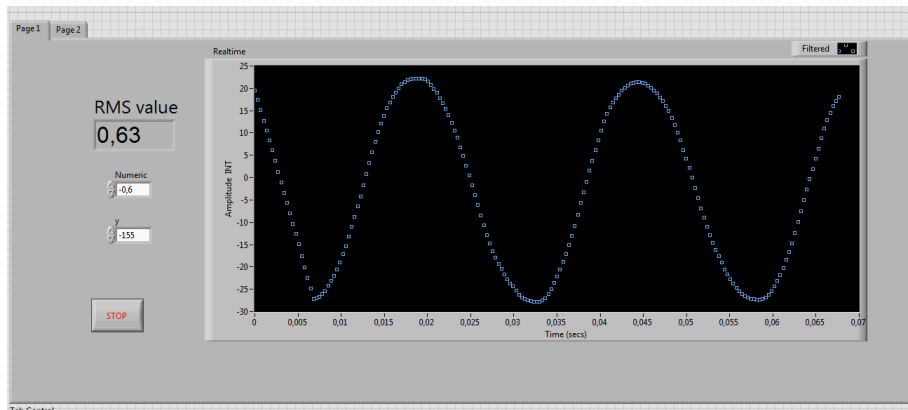 Page 1 Page 2
Realtime
Filtered
RMS value
0,63
Numeric
-0,6
y
-155
STOP
Amplitude INT
25
20
15
10
5
0
-5
-10
-15
-20
-25
-30
0 0,005 0,01 0,015 0,02 0,025 0,03 0,035 0,04 0,045 0,05 0,055 0,06 0,065 0,07
Time (secs)
Tab Control